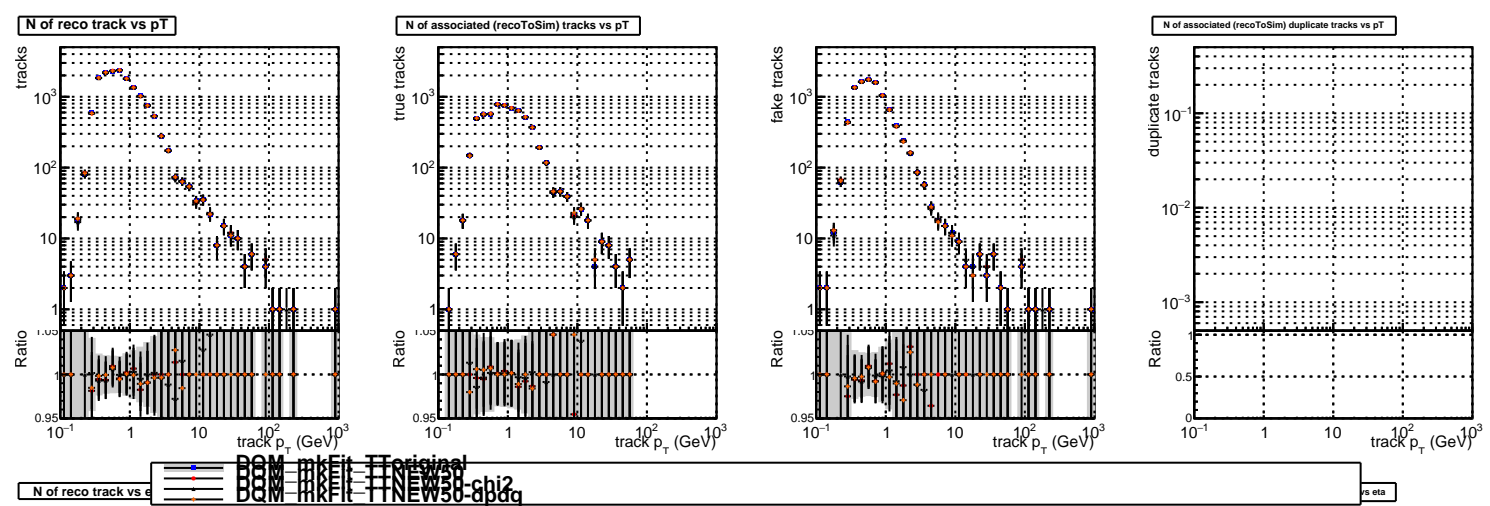 N of reco track vs pT
N of associated (recoToSim) tracks vs pT
N of associated (recoToSim) duplicate tracks vs pT
tracks
10³
10²
10
1
Ratio
1.05
1
0.95
10⁻¹ 1 10 10² 10³
track p_T (GeV)
true tracks
10³
10²
10
1
Ratio
1.05
1
0.95
10⁻¹ 1 10 10² 10³
track p_T (GeV)
fake tracks
10³
10²
10
1
Ratio
1.05
1
0.95
10⁻¹ 1 10 10² 10³
track p_T (GeV)
duplicate tracks
10⁻¹
10⁻²
10⁻³
Ratio
1
0.5
0
10⁻¹ 1 10 10² 10³
track p_T (GeV)
DQM_mkFit_TToriginal
DQM_mkFit_TTNEW50
DQM_mkFit_TTNEW50-chi2
DQM_mkFit_TTNEW50-dpdq
N of reco track vs e
vs eta